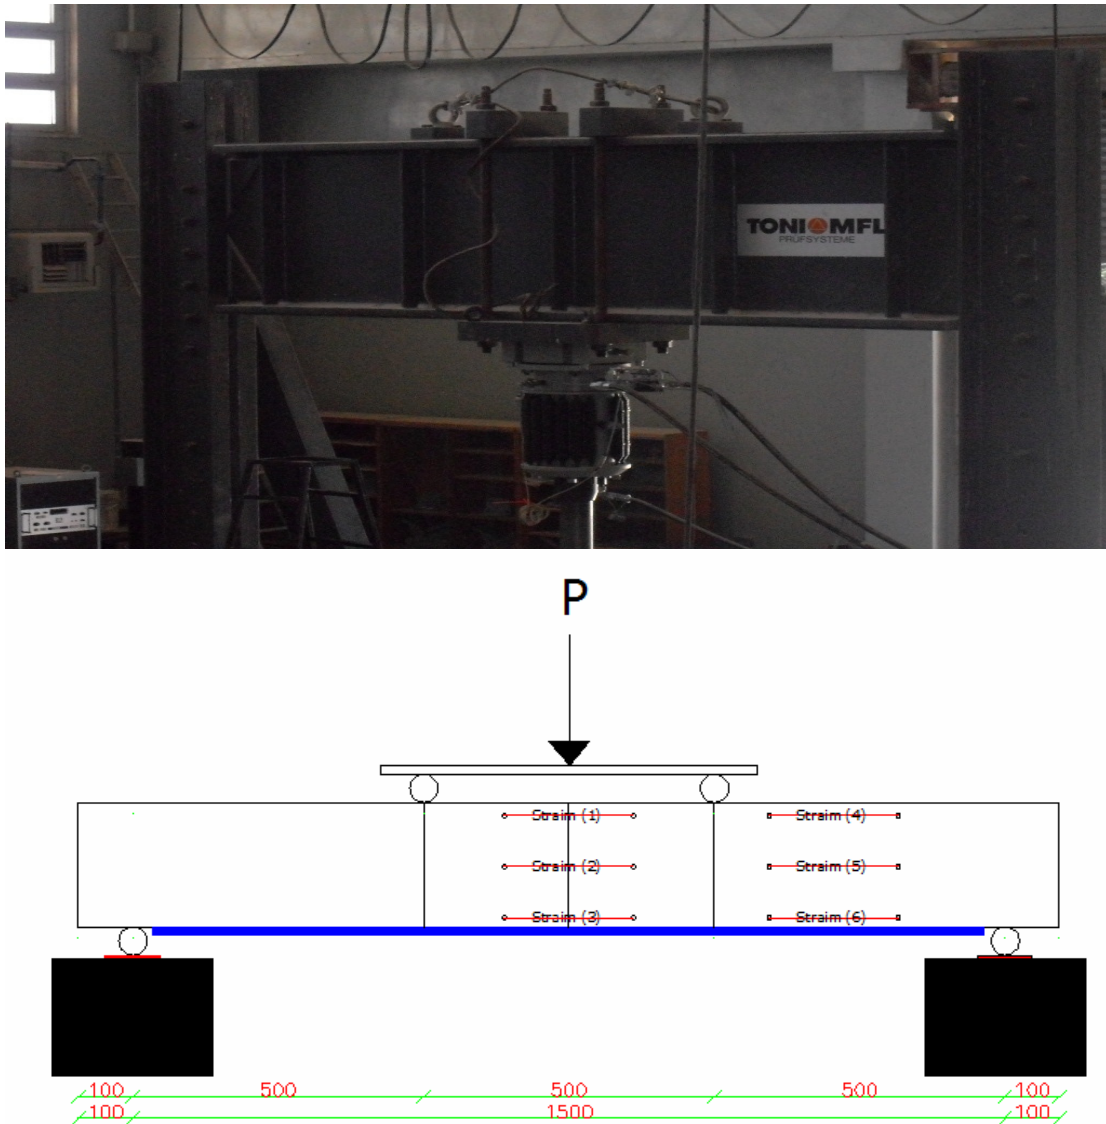 TONI MFL
PRÜFSYSTEME
P
Straim (1)
Straim (4)
Straim (2)
Straim (5)
Straim (3)
Straim (6)
100 500 500 500 100
100 1500 100